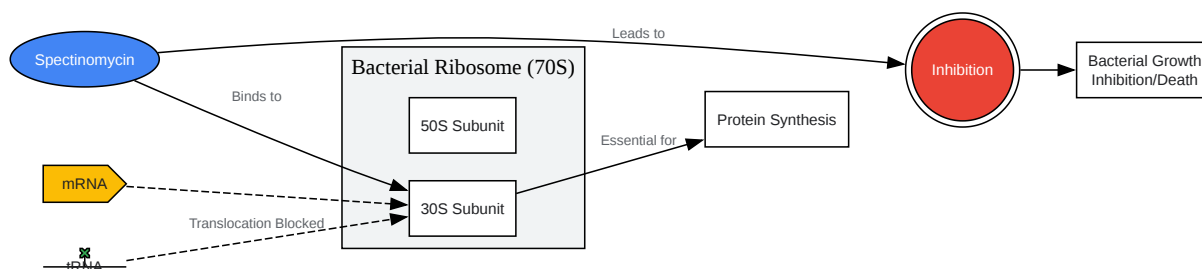 Leads to
Spectinomycin
Bacterial Ribosome (70S)
Inhibition
Bacterial Growth
Inhibition/Death
Binds to
50S Subunit
Protein Synthesis
Essential for
mRNA
30S Subunit
Translocation Blocked
tRNA